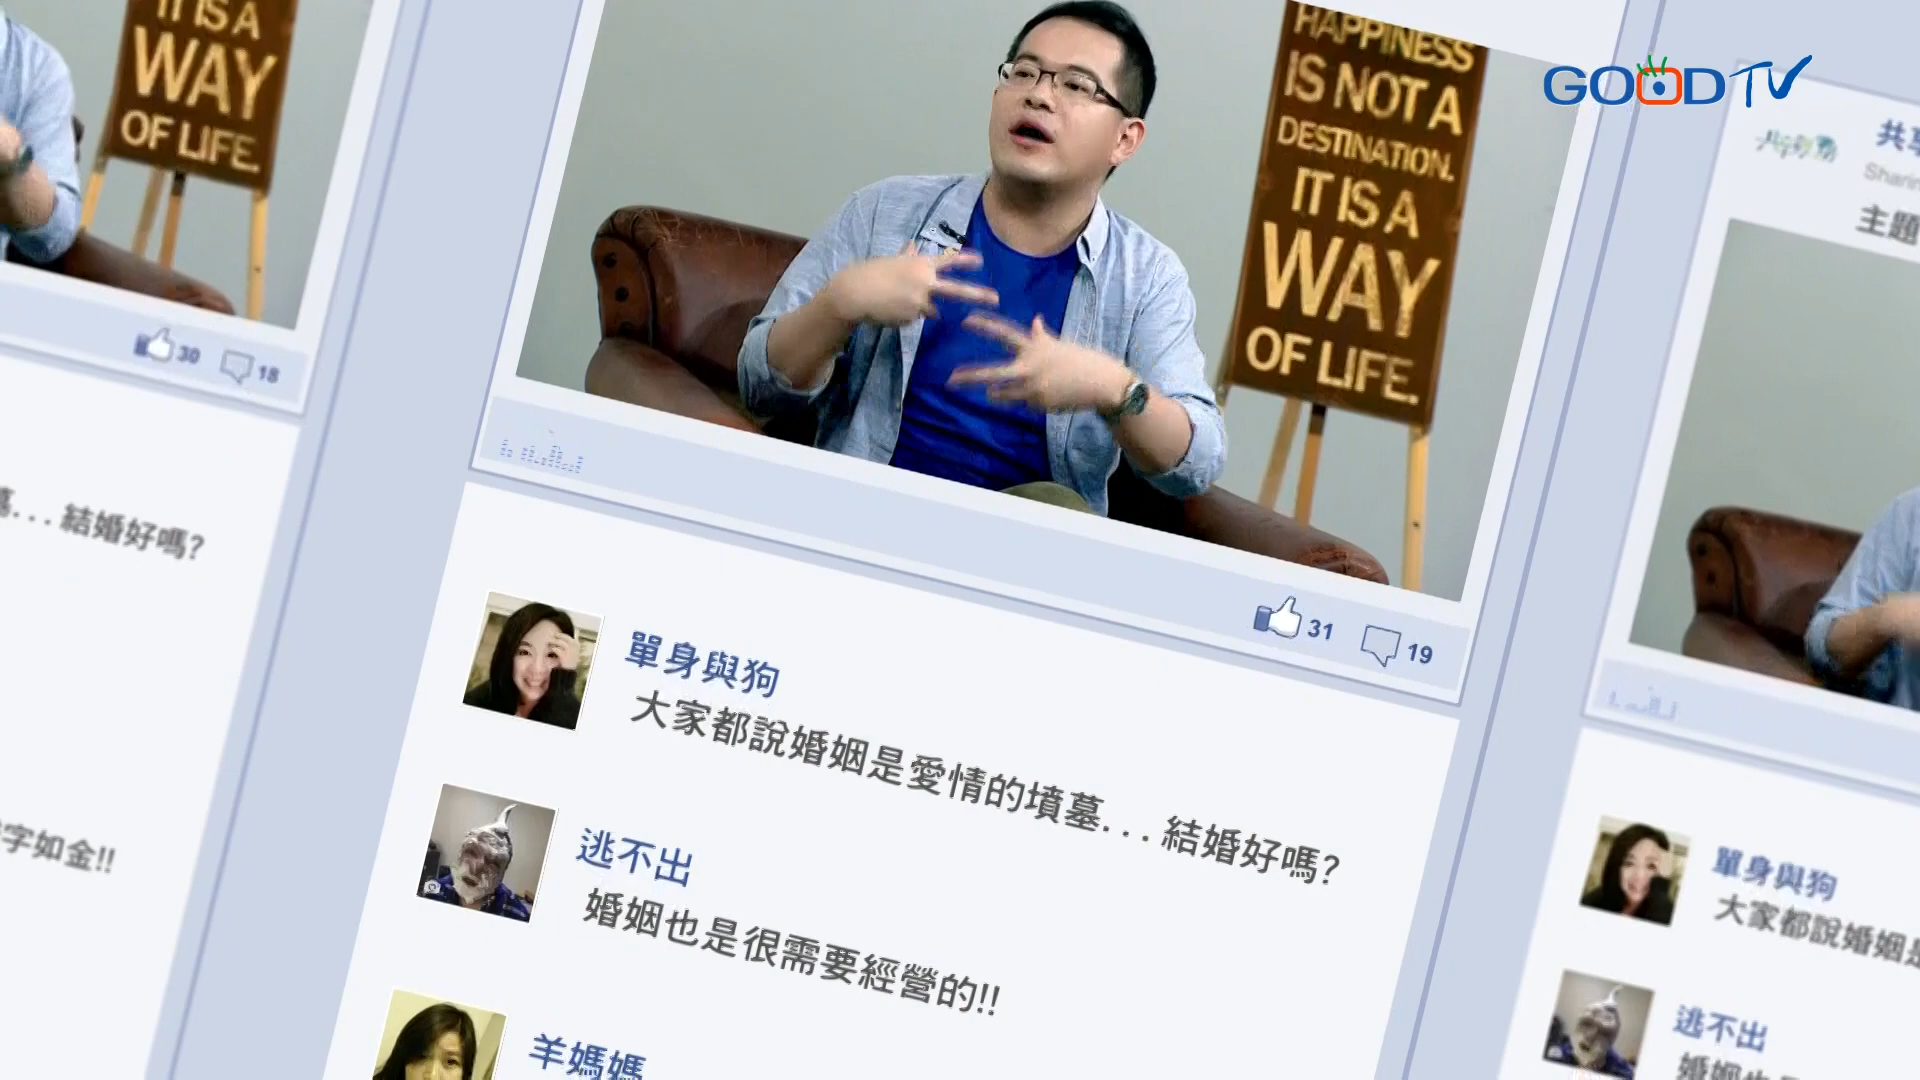 IT IS A
WAY
OF LIFE.
30
18
結婚好嗎?
字如金!!
HAPPINESS
IS NOT A
DESTINATION.
IT IS A
WAY
OF LIFE.
31
19
單身與狗
大家都說婚姻是愛情的墳墓...結婚好嗎?
逃不出
婚姻也是很需要經營的!!
羊媽媽
GOODTV
主題
單身與狗
大家都說婚姻是
逃不出